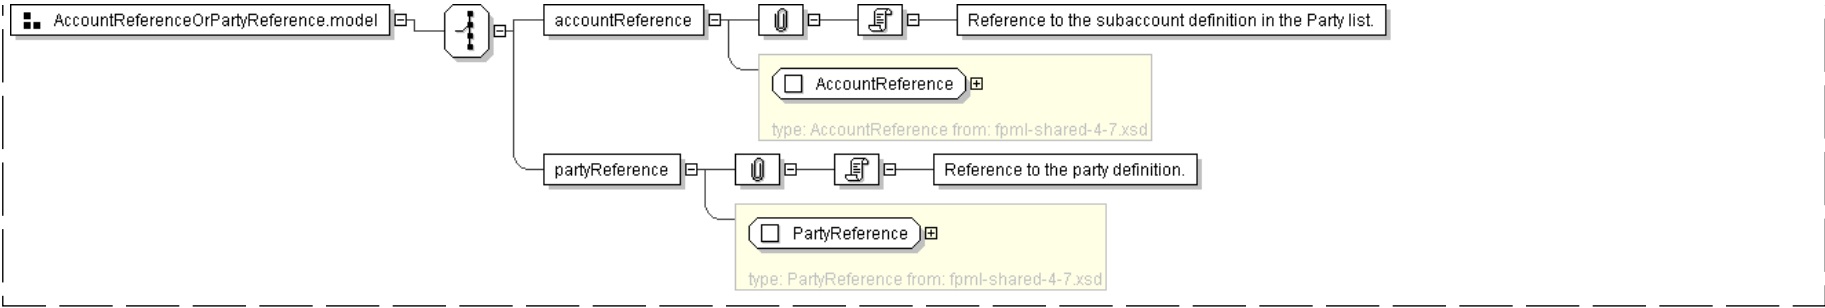 AccountReferenceOrPartyReference.model
accountReference
Reference to the subaccount definition in the Party list.
AccountReference
type: AccountReference from: fpml-shared-4-7.xsd
partyReference
Reference to the party definition.
PartyReference
type: PartyReference from: fpml-shared-4-7.xsd